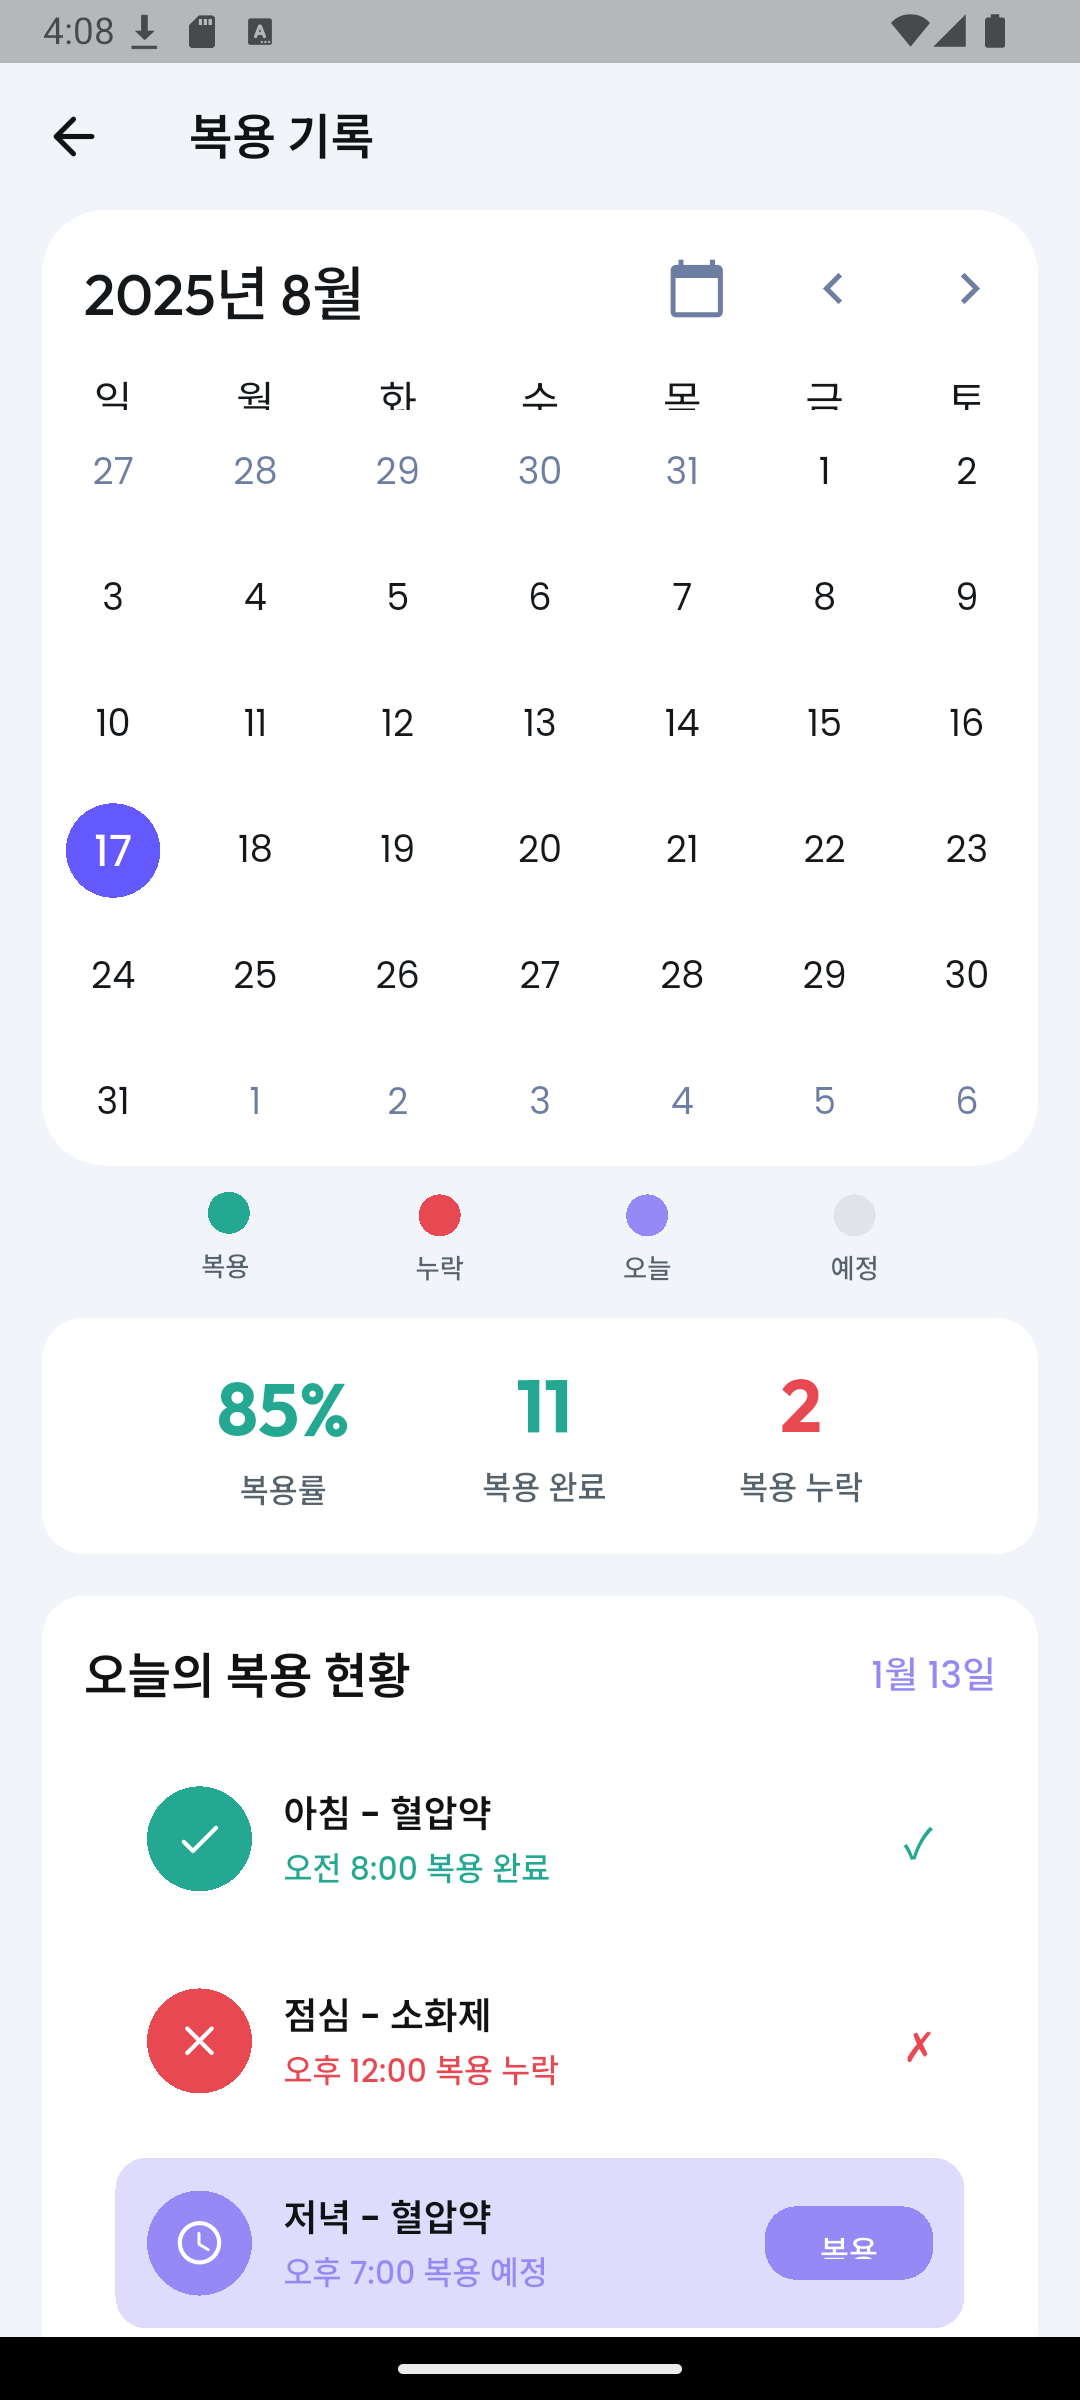 4:08
복용 기록
2025년 8월
월 화 수 목 금 토
27 28 29 30 31 1 2
3 4 5 6 7 8 9
10 11 12 13 14 15 16
17 18 19 20 21 22 23
24 25 26 27 28 29 30
31 1 2 3 4 5 6
복용 누락 오늘 예정
85% 11 2
복용률 복용 완료 복용 누락
오늘의 복용 현황 1월 13일
아침 - 혈압약
오전 8:00 복용 완료
✓
점심 - 소화제
오후 12:00 복용 누락
✗
저녁 - 혈압약
오후 7:00 복용 예정
복용